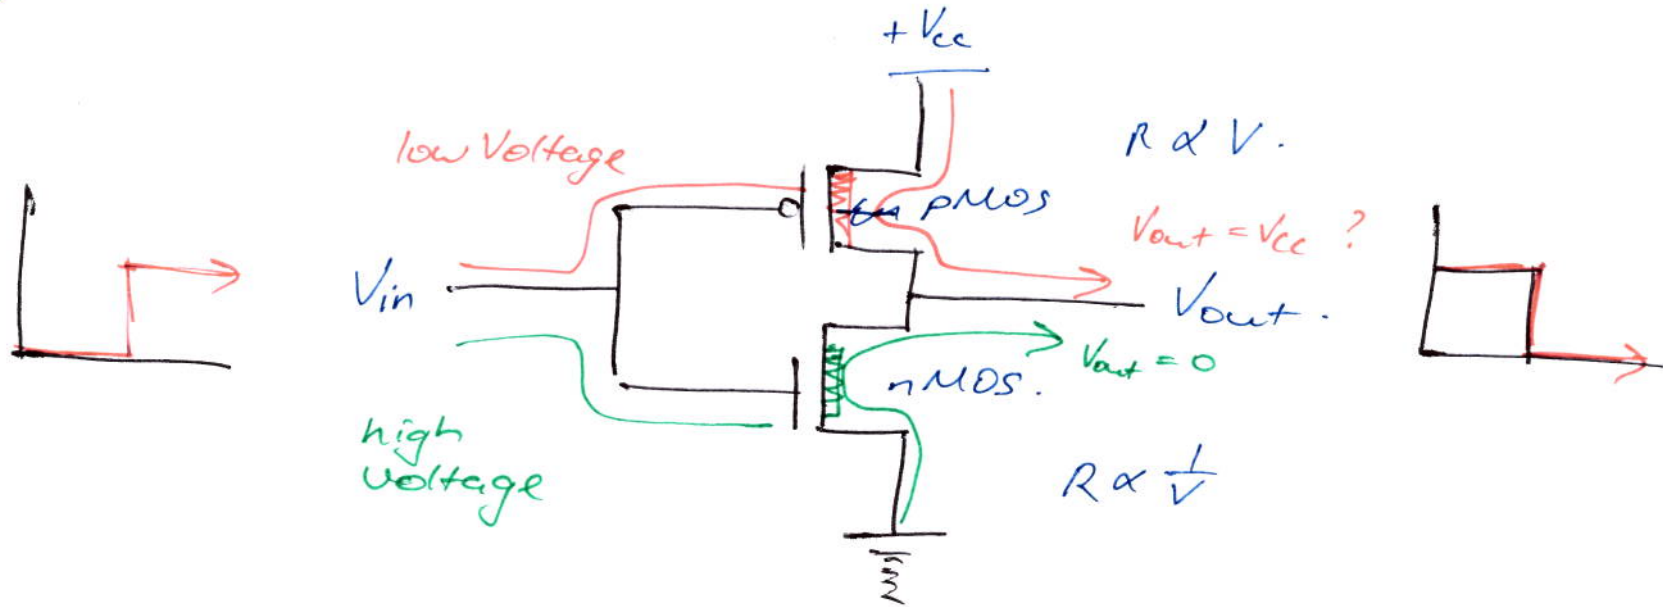 +Vcc
low Voltage
R ∝ V.
pMOS
Vout = Vcc ?
Vin
Vout.
Vout = 0
nMOS.
high
voltage
R ∝ 1/V